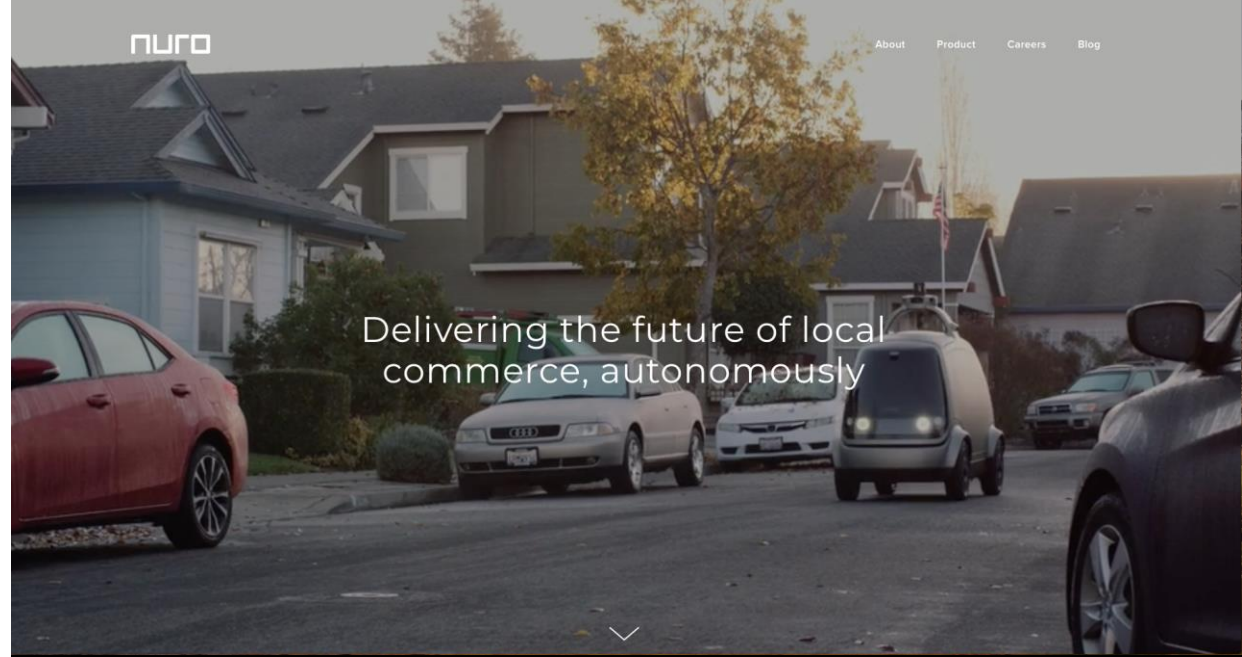 nuro
About
Product
Careers
Blog
Delivering the future of local
commerce, autonomously